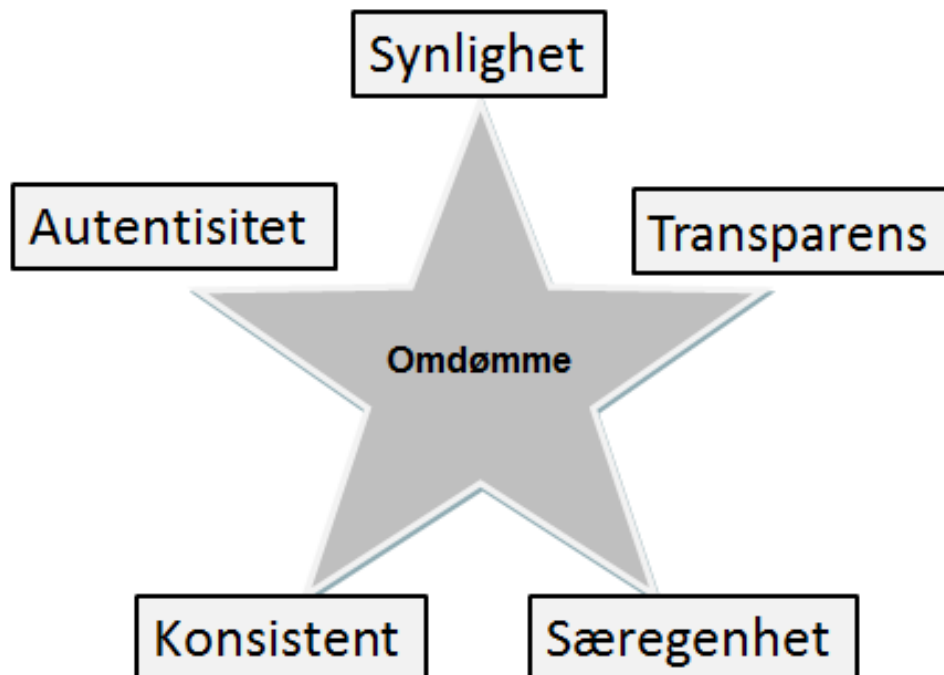 Synlighet
Autentisitet
Transparens
Omdømme
Konsistent
Særegenhet